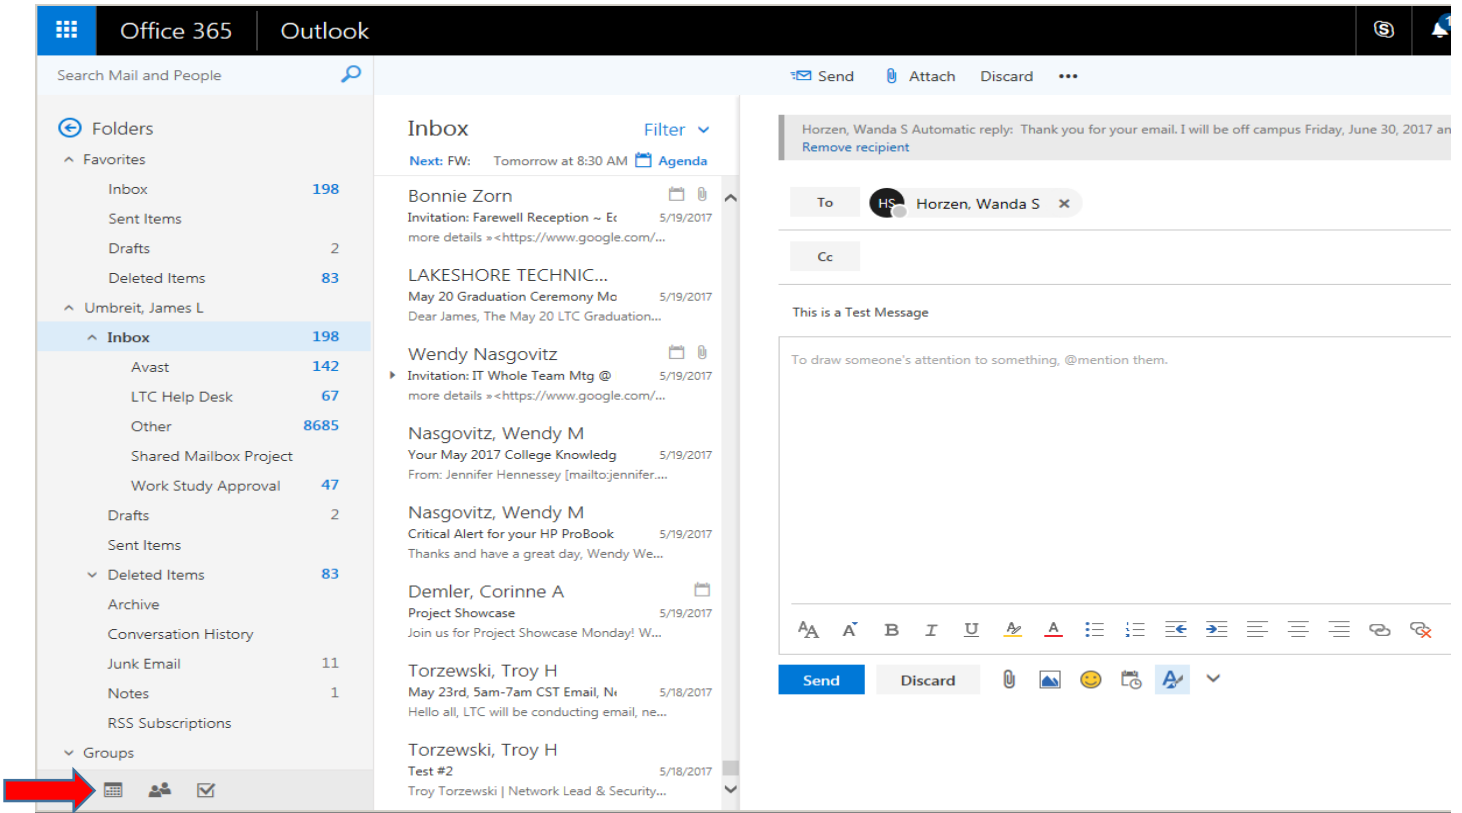 Office 365
Outlook
Search Mail and People
Send
Attach
Discard
Folders
Favorites
Inbox 198
Sent Items
Drafts 2
Deleted Items 83
Umbreit, James L
Inbox 198
Avast 142
LTC Help Desk 67
Other 8685
Shared Mailbox Project
Work Study Approval 47
Drafts 2
Sent Items
Deleted Items 83
Archive
Conversation History
Junk Email 11
Notes 1
RSS Subscriptions
Groups
Inbox
Filter
Next: FW: Tomorrow at 8:30 AM Agenda
Bonnie Zorn
Invitation: Farewell Reception ~ Ec 5/19/2017
more details »<https://www.google.com/...
LAKESHORE TECHNIC...
May 20 Graduation Ceremony Mo 5/19/2017
Dear James, The May 20 LTC Graduation...
Wendy Nasgovitz
Invitation: IT Whole Team Mtg @ 5/19/2017
more details »<https://www.google.com/...
Nasgovitz, Wendy M
Your May 2017 College Knowledg 5/19/2017
From: Jennifer Hennessey [mailto:jennifer....
Nasgovitz, Wendy M
Critical Alert for your HP ProBook 5/19/2017
Thanks and have a great day, Wendy We...
Demler, Corinne A
Project Showcase 5/19/2017
Join us for Project Showcase Monday! W...
Torzewski, Troy H
May 23rd, 5am-7am CST Email, Ne 5/18/2017
Hello all, LTC will be conducting email, ne...
Torzewski, Troy H
Test #2 5/18/2017
Troy Torzewski | Network Lead & Security...
Horzen, Wanda S Automatic reply: Thank you for your email. I will be off campus Friday, June 30, 2017 an
Remove recipient
To
HS
Horzen, Wanda S
Cc
This is a Test Message
To draw someone's attention to something, @mention them.
Send
Discard